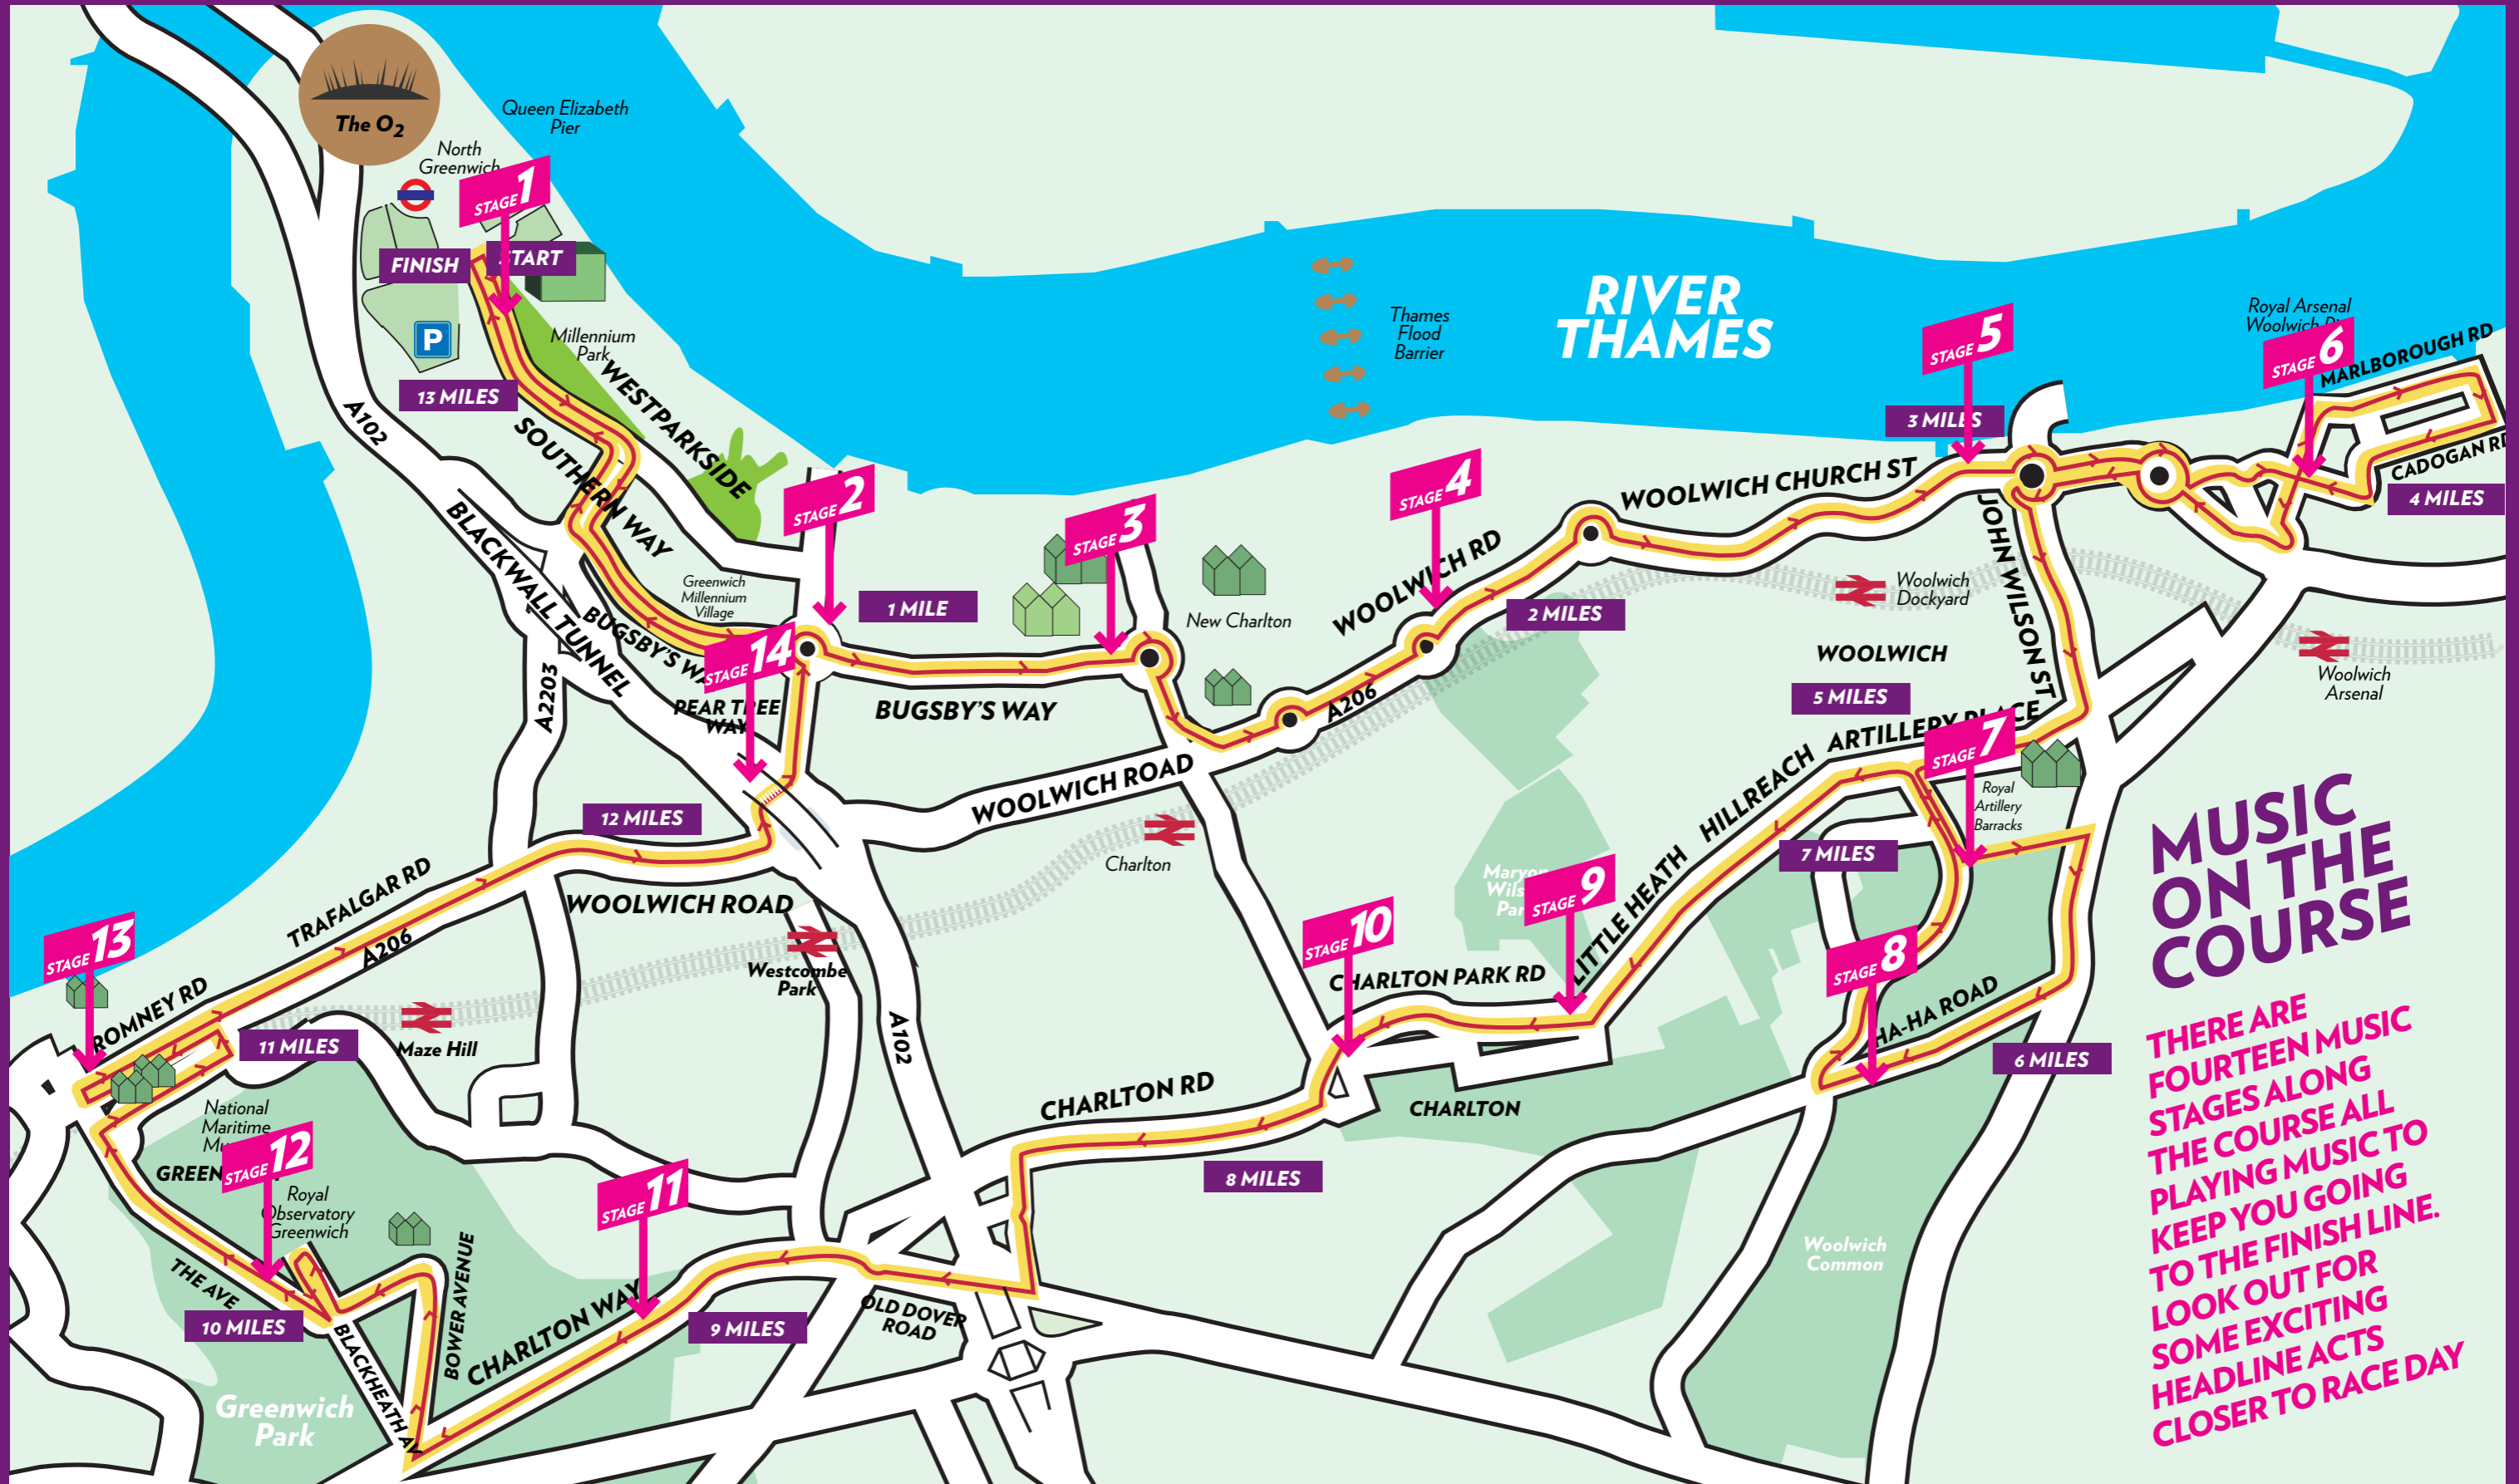 The O2
Queen Elizabeth
Pier
North
Greenwich
STAGE 1
FINISH
START
P
Millennium
Park
13 MILES
WESTPARKSIDE
A102
SOUTHERN WAY
BLACKWALL TUNNEL
Greenwich
Millennium
Village
BUGSBY'S WAY
STAGE 2
1 MILE
STAGE 14
PEAR TREE
WAY
A2203
BUGSBY'S WAY
STAGE 3
New Charlton
Thames
Flood
Barrier
RIVER
THAMES
STAGE 4
WOOLWICH RD
A206
2 MILES
WOOLWICH CHURCH ST
STAGE 5
3 MILES
Royal Arsenal
Woolwich
STAGE 6
MARLBOROUGH RD
CADOGAN RD
4 MILES
Woolwich
Dockyard
JOHN WILSON ST
Woolwich
Arsenal
WOOLWICH
5 MILES
ARTILLERY PLACE
STAGE 7
Royal
Artillery
Barracks
HILLREACH
7 MILES
LITTLE HEATH
WOOLWICH ROAD
Charlton
12 MILES
WOOLWICH ROAD
TRAFALGAR RD
A206
Westcombe
Park
STAGE 13
ROMNEY RD
11 MILES
Maze Hill
A102
Maryon
Park
STAGE 9
STAGE 10
CHARLTON PARK RD
STAGE 8
HA-HA ROAD
6 MILES
CHARLTON RD
CHARLTON
8 MILES
National
Maritime
STAGE 12
Royal
Observatory
Greenwich
THE AVE
10 MILES
BLACKHEATH AV
BOWER AVENUE
STAGE 11
CHARLTON WAY
9 MILES
OLD DOVER
ROAD
Greenwich
Park
Woolwich
Common
MUSIC
ON THE
COURSE
THERE ARE
FOURTEEN MUSIC
STAGES ALONG
THE COURSE ALL
PLAYING MUSIC TO
KEEP YOU GOING
TO THE FINISH LINE.
LOOK OUT FOR
SOME EXCITING
HEADLINE ACTS
CLOSER TO RACE DAY